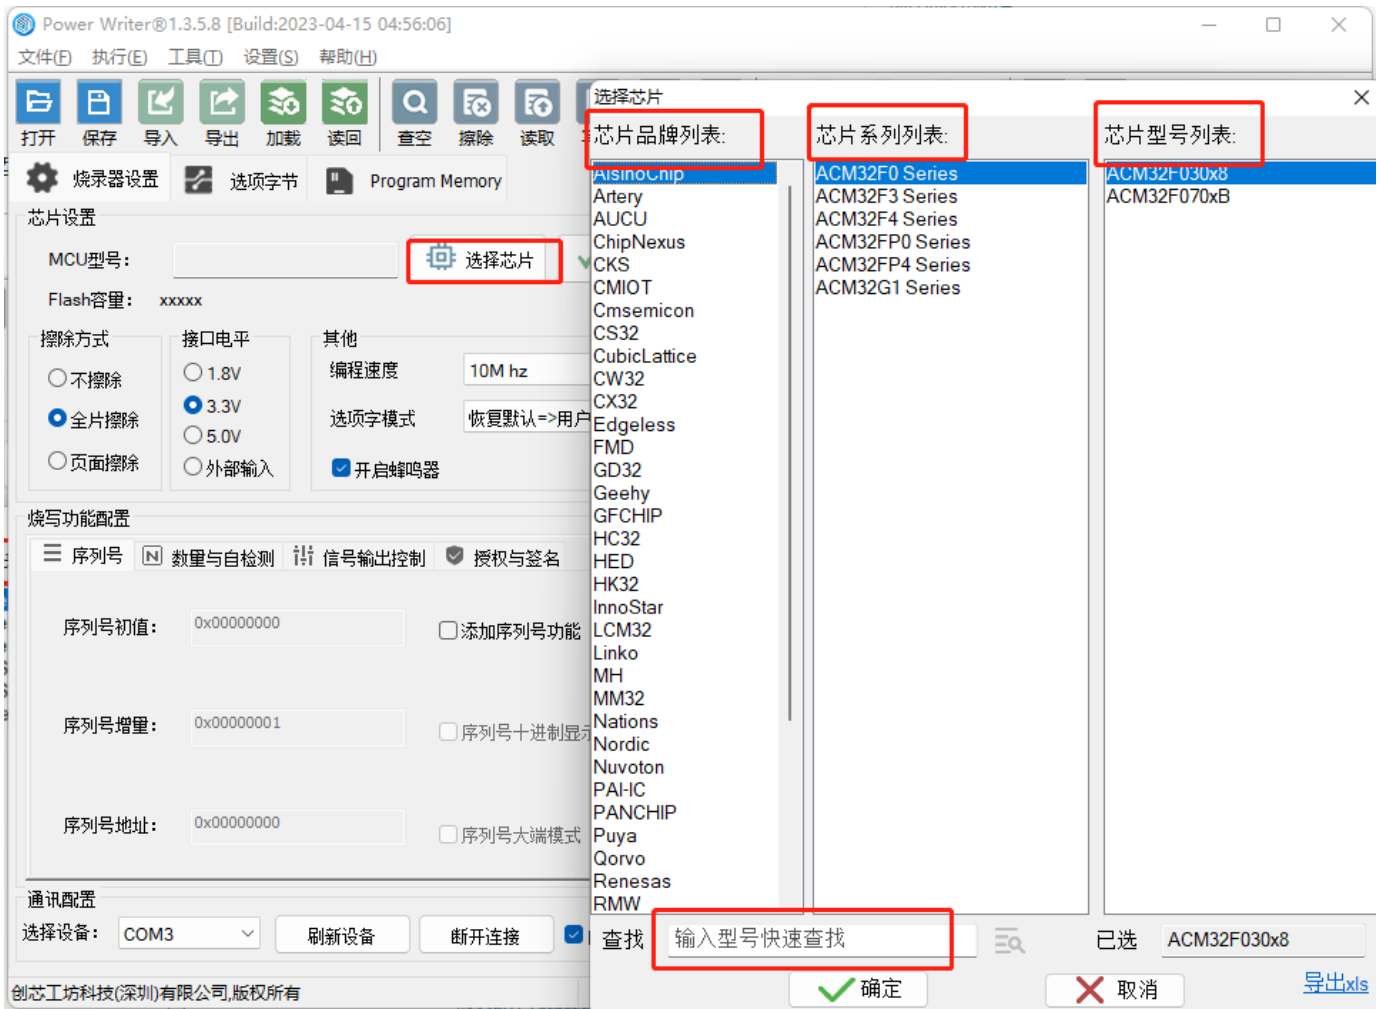 Power Writer®1.3.5.8 [Build:2023-04-15 04:56:06]
文件(F) 执行(E) 工具(T) 设置(S) 帮助(H)
打开 保存 导入 导出 加载 读回 查空 擦除 读取
烧录器设置 选项字节 Program Memory
芯片设置
MCU型号：
选择芯片
Flash容量： xxxxx
擦除方式
不擦除
全片擦除
页面擦除
接口电平
1.8V
3.3V
5.0V
外部输入
其他
编程速度 10M hz
选项字模式 恢复默认=>用户
开启蜂鸣器
烧写功能配置
序列号 数量与自检测 信号输出控制 授权与签名
序列号初值： 0x00000000 添加序列号功能
序列号增量： 0x00000001 序列号十进制显示
序列号地址： 0x00000000 序列号大端模式
通讯配置
选择设备： COM3 刷新设备 断开连接
创芯工坊科技(深圳)有限公司,版权所有
选择芯片
芯片品牌列表:
AisinoChip
Artery
AUCU
ChipNexus
CKS
CMIOT
Cmsemicon
CS32
CubicLattice
CW32
CX32
Edgeless
FMD
GD32
Geehy
GFCHIP
HC32
HED
HK32
InnoStar
LCM32
Linko
MH
MM32
Nations
Nordic
Nuvoton
PAI-IC
PANCHIP
Puya
Qorvo
Renesas
RMW
芯片系列列表:
ACM32F0 Series
ACM32F3 Series
ACM32F4 Series
ACM32FP0 Series
ACM32FP4 Series
ACM32G1 Series
芯片型号列表:
ACM32F030x8
ACM32F070xB
查找 输入型号快速查找
已选 ACM32F030x8
确定 取消 导出xls